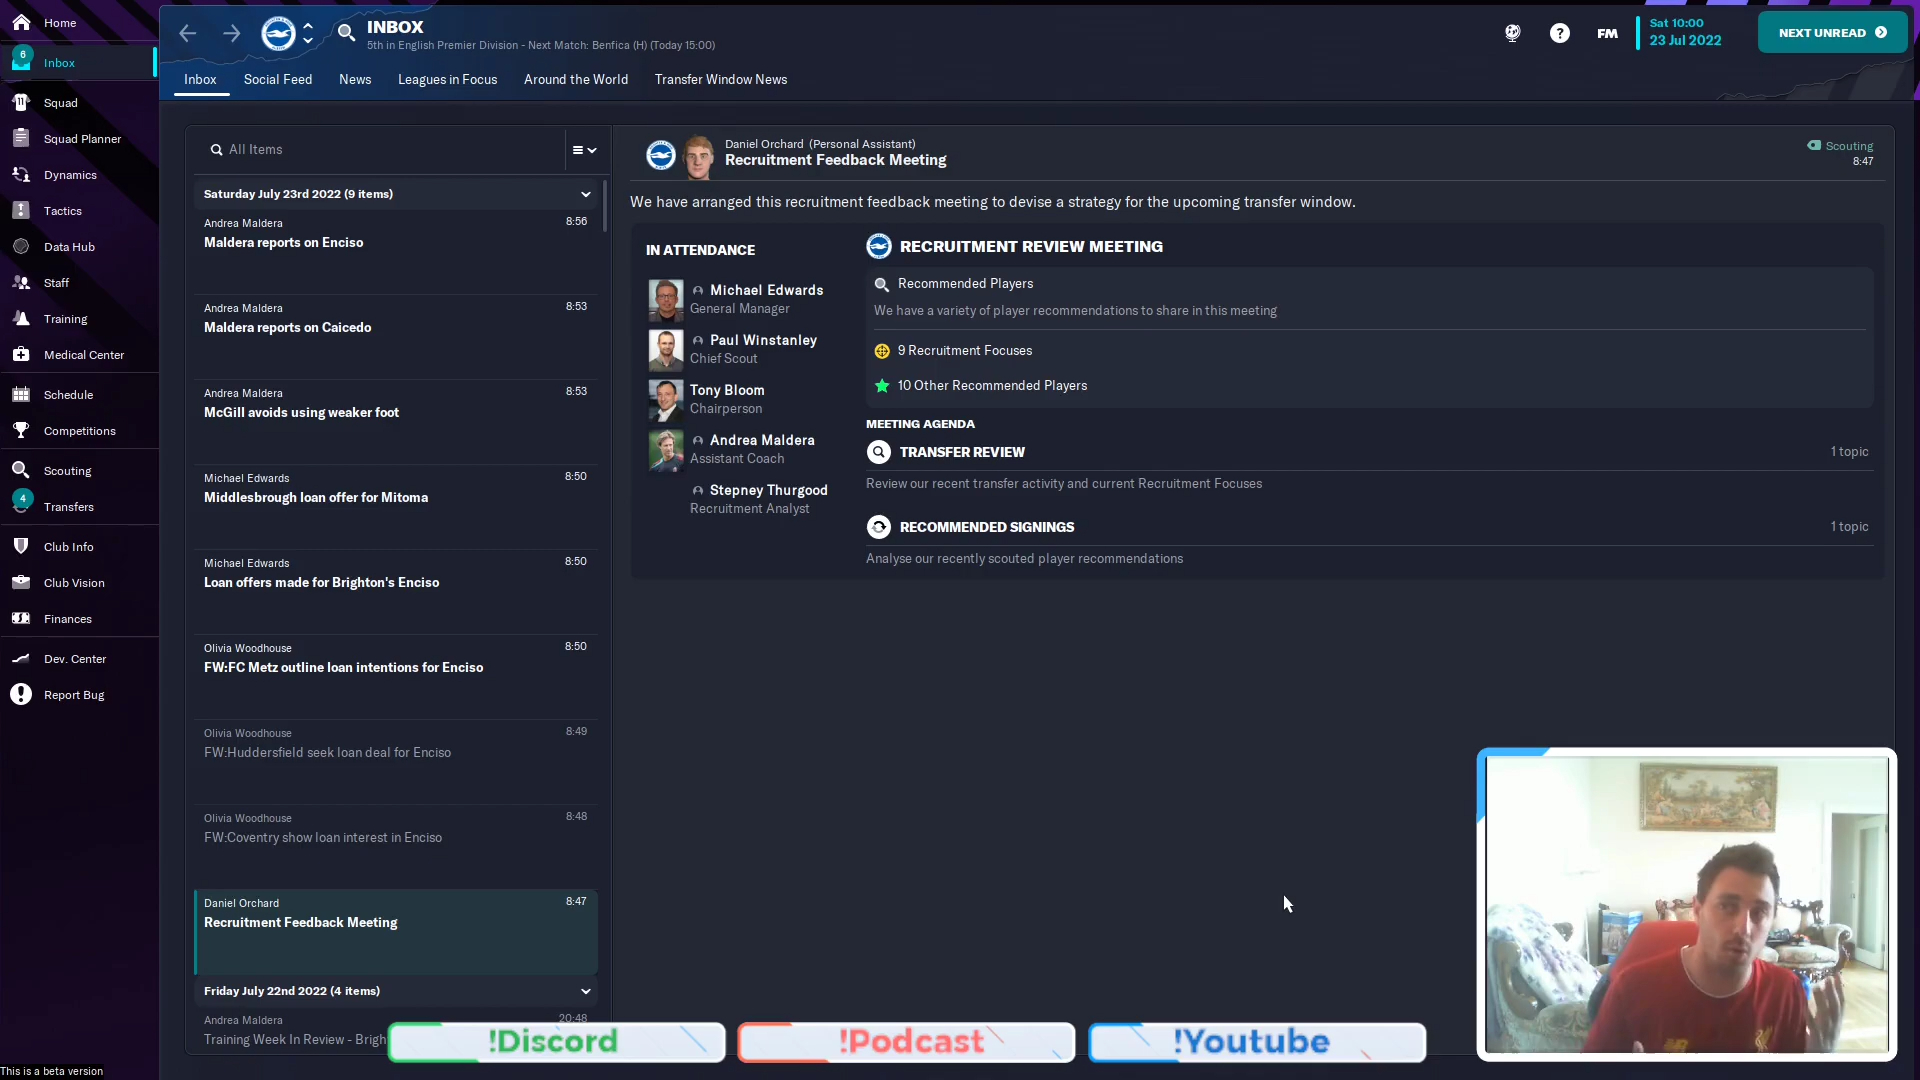 Home
6
Inbox
Squad
Squad Planner
Dynamics
Tactics
Data Hub
Staff
Training
Medical Center
Schedule
Competitions
Scouting
4
Transfers
Club Info
Club Vision
Finances
Dev. Center
Report Bug
This is a beta version
INBOX
5th in English Premier Division - Next Match: Benfica (H) (Today 15:00)
FM
Sat 10:00
23 Jul 2022
NEXT UNREAD
Inbox
Social Feed
News
Leagues in Focus
Around the World
Transfer Window News
All Items
Saturday July 23rd 2022 (9 items)
Andrea Maldera 8:56
Maldera reports on Enciso
Andrea Maldera 8:53
Maldera reports on Caicedo
Andrea Maldera 8:53
McGill avoids using weaker foot
Michael Edwards 8:50
Middlesbrough loan offer for Mitoma
Michael Edwards 8:50
Loan offers made for Brighton's Enciso
Olivia Woodhouse 8:50
FW:FC Metz outline loan intentions for Enciso
Olivia Woodhouse 8:49
FW:Huddersfield seek loan deal for Enciso
Olivia Woodhouse 8:48
FW:Coventry show loan interest in Enciso
Daniel Orchard 8:47
Recruitment Feedback Meeting
Friday July 22nd 2022 (4 items)
Andrea Maldera 20:48
Training Week In Review - Brigh
Daniel Orchard (Personal Assistant)
Recruitment Feedback Meeting
Scouting
8:47
We have arranged this recruitment feedback meeting to devise a strategy for the upcoming transfer window.
IN ATTENDANCE
Michael Edwards
General Manager
Paul Winstanley
Chief Scout
Tony Bloom
Chairperson
Andrea Maldera
Assistant Coach
Stepney Thurgood
Recruitment Analyst
RECRUITMENT REVIEW MEETING
Recommended Players
We have a variety of player recommendations to share in this meeting
9 Recruitment Focuses
10 Other Recommended Players
MEETING AGENDA
TRANSFER REVIEW 1 topic
Review our recent transfer activity and current Recruitment Focuses
RECOMMENDED SIGNINGS 1 topic
Analyse our recently scouted player recommendations
!Discord
!Podcast
!Youtube